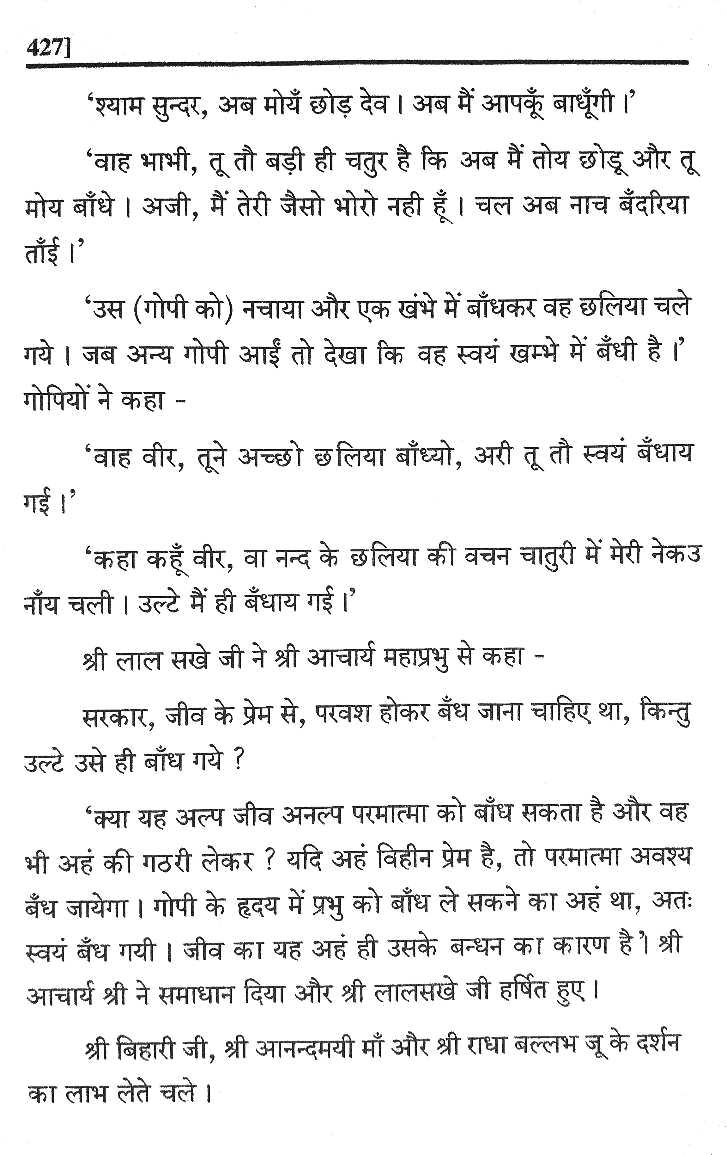 427]
‘श्याम सुन्दर, अब मोयँ छोड़ देव। अब मैं आपकूँ बाधूँगी।’
‘वाह भाभी, तू तौ बड़ी ही चतुर है कि अब मैं तोय छोडू और तू
मोय बाँधे। अजी, मैं तेरी जैसो भोरो नही हूँ। चल अब नाच बँदरिया
ताँई।’
‘उस (गोपी को) नचाया और एक खंभे में बाँधकर वह छलिया चले
गये। जब अन्य गोपी आईं तो देखा कि वह स्वयं खम्भे में बँधी है।’
गोपियों ने कहा -
‘वाह वीर, तूने अच्छो छलिया बाँध्यो, अरी तू तौ स्वयं बँधाय
गई।’
‘कहा कहूँ वीर, वा नन्द के छलिया की वचन चातुरी में मेरी नेकउ
नाँय चली। उल्टे मैं ही बँधाय गई।’
श्री लाल सखे जी ने श्री आचार्य महाप्रभु से कहा -
सरकार, जीव के प्रेम से, परवश होकर बँध जाना चाहिए था, किन्तु
उल्टे उसे ही बाँध गये ?
‘क्या यह अल्प जीव अनल्प परमात्मा को बाँध सकता है और वह
भी अहं की गठरी लेकर ? यदि अहं विहीन प्रेम है, तो परमात्मा अवश्य
बँध जायेगा। गोपी के हृदय में प्रभु को बाँध ले सकने का अहं था, अतः
स्वयं बँध गयी। जीव का यह अहं ही उसके बन्धन का कारण है’। श्री
आचार्य श्री ने समाधान दिया और श्री लालसखे जी हर्षित हुए।
श्री बिहारी जी, श्री आनन्दमयी माँ और श्री राधा बल्लभ जू के दर्शन
का लाभ लेते चले।